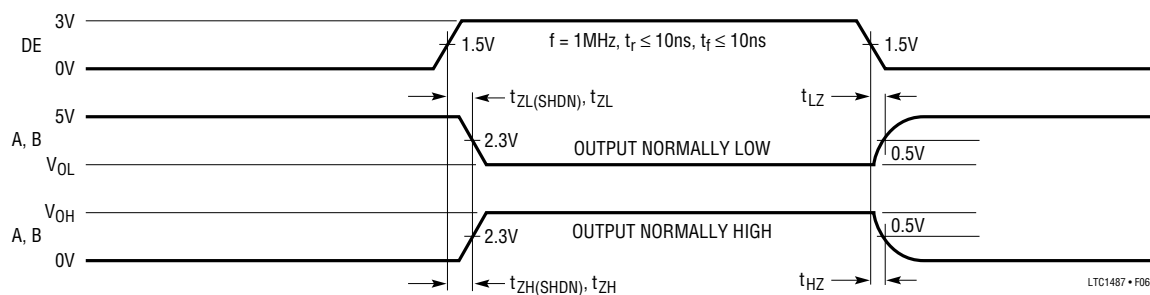 3V
DE
1.5V
f = 1MHz, tr ≤ 10ns, tf ≤ 10ns
1.5V
0V
tZL(SHDN), tZL
tLZ
5V
A, B
2.3V
OUTPUT NORMALLY LOW
0.5V
VOL
VOH
A, B
2.3V
OUTPUT NORMALLY HIGH
0.5V
0V
tZH(SHDN), tZH
tHZ
LTC1487 • F06